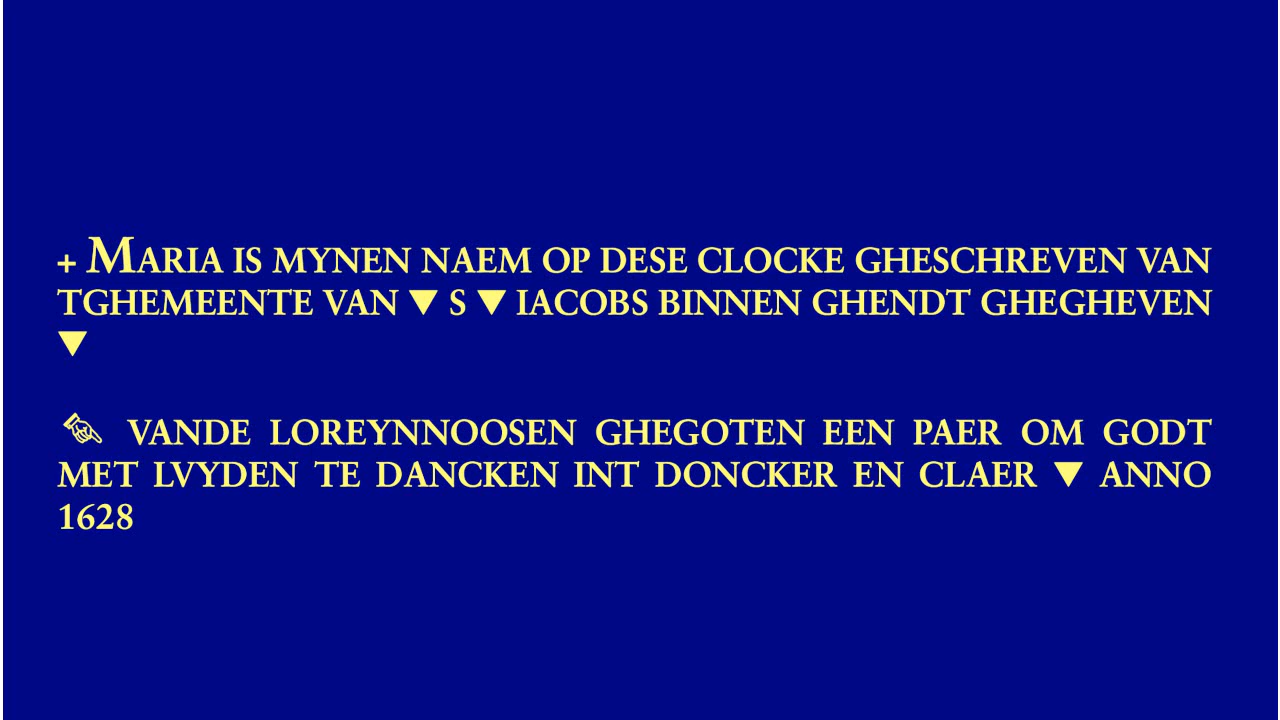 + MARIA IS MYNEN NAEM OP DESE CLOCKE GHESCHREVEN VAN
TGHEMEENTE VAN ▼ S ▼ IACOBS BINNEN GHENDT GHEGHEVEN
▼
✎ VANDE LOREYNNOOSEN GHEGOTEN EEN PAER OM GODT
MET LVYDEN TE DANCKEN INT DONCKER EN CLAER ▼ ANNO
1628